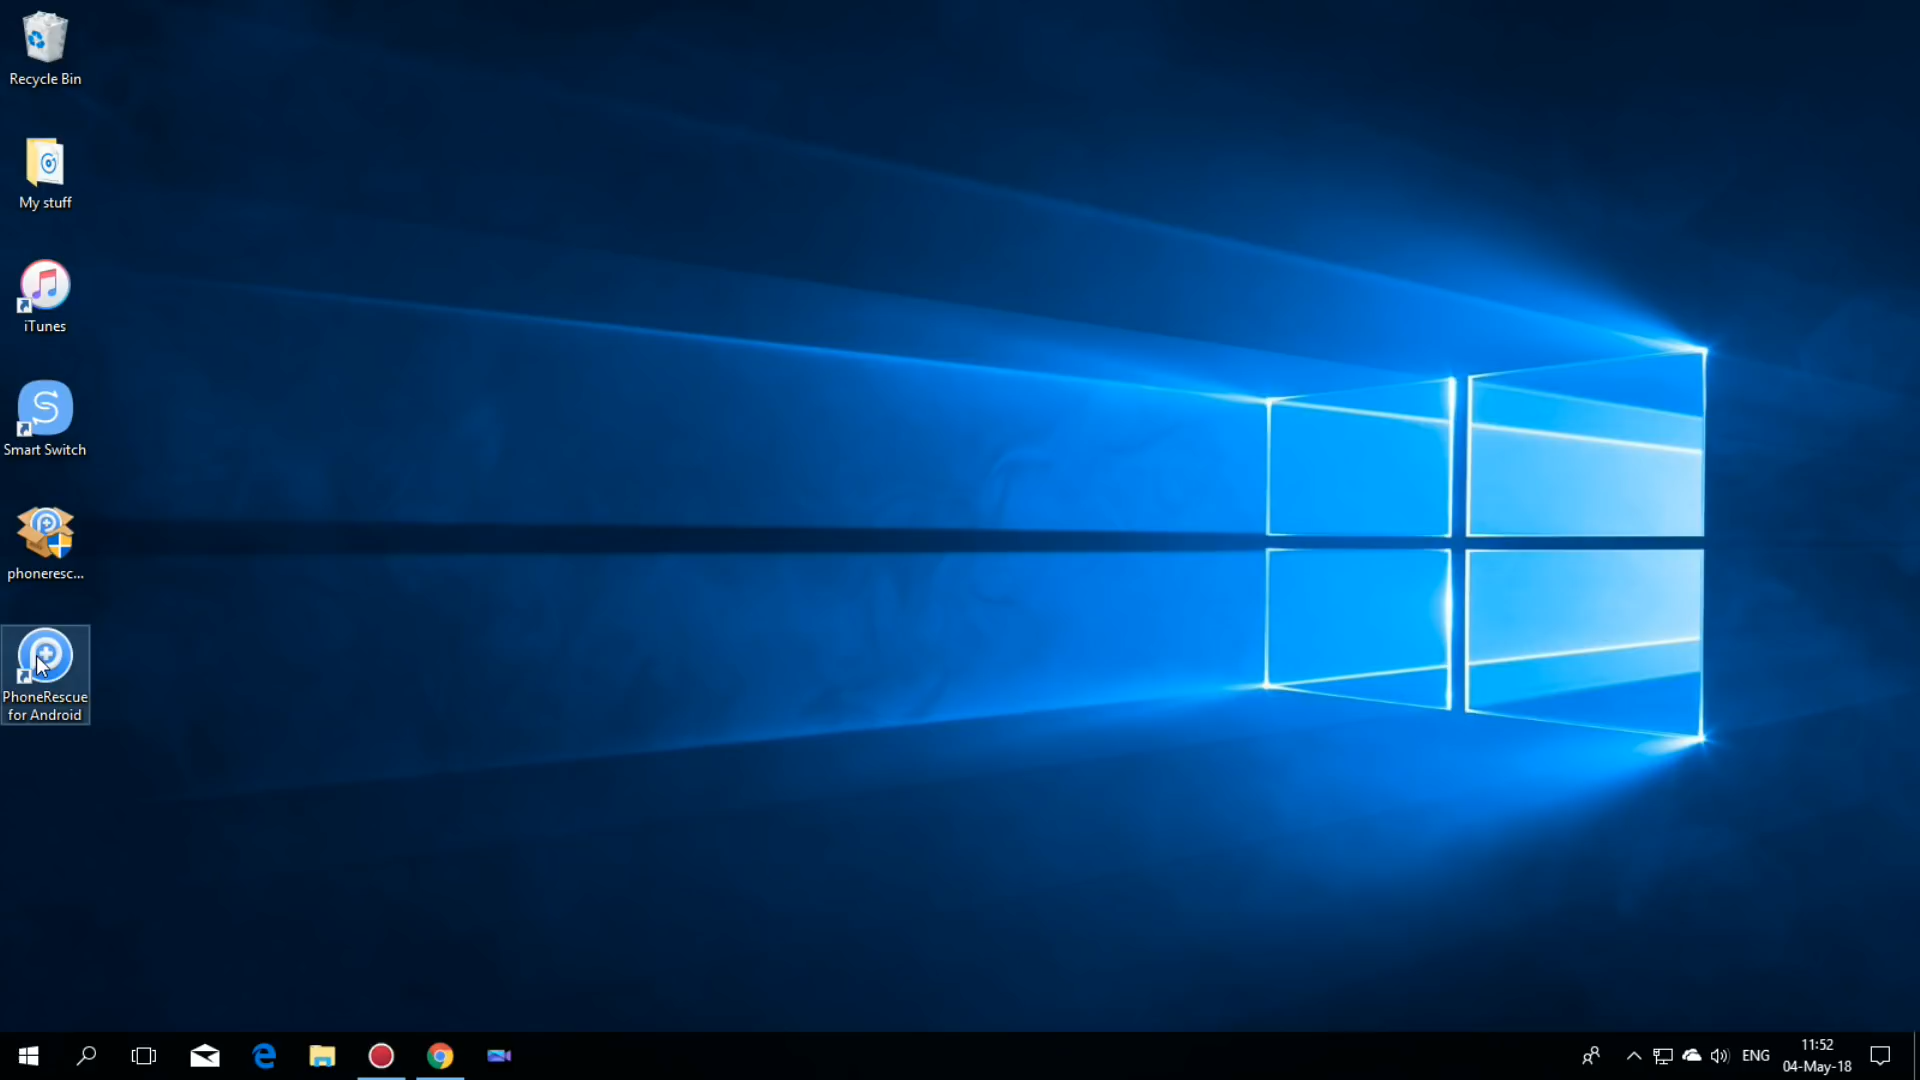 Recycle Bin
My stuff
iTunes
Smart Switch
phoneresc...
PhoneRescue
for Android
ENG
11:52
04-May-18